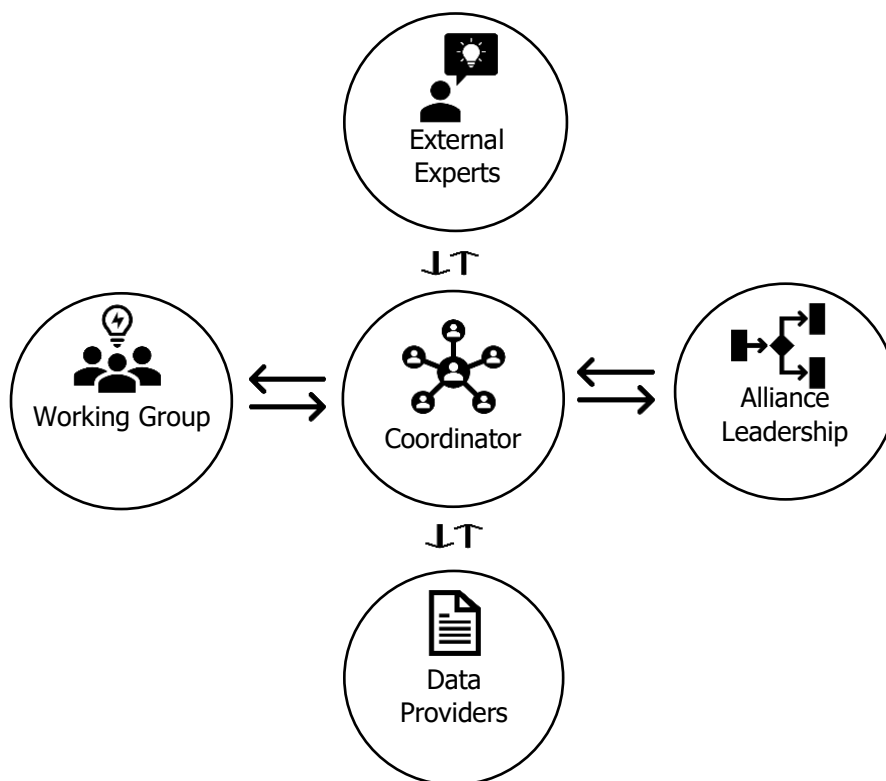 External
Experts
Working Group
Coordinator
Alliance
Leadership
Data
Providers